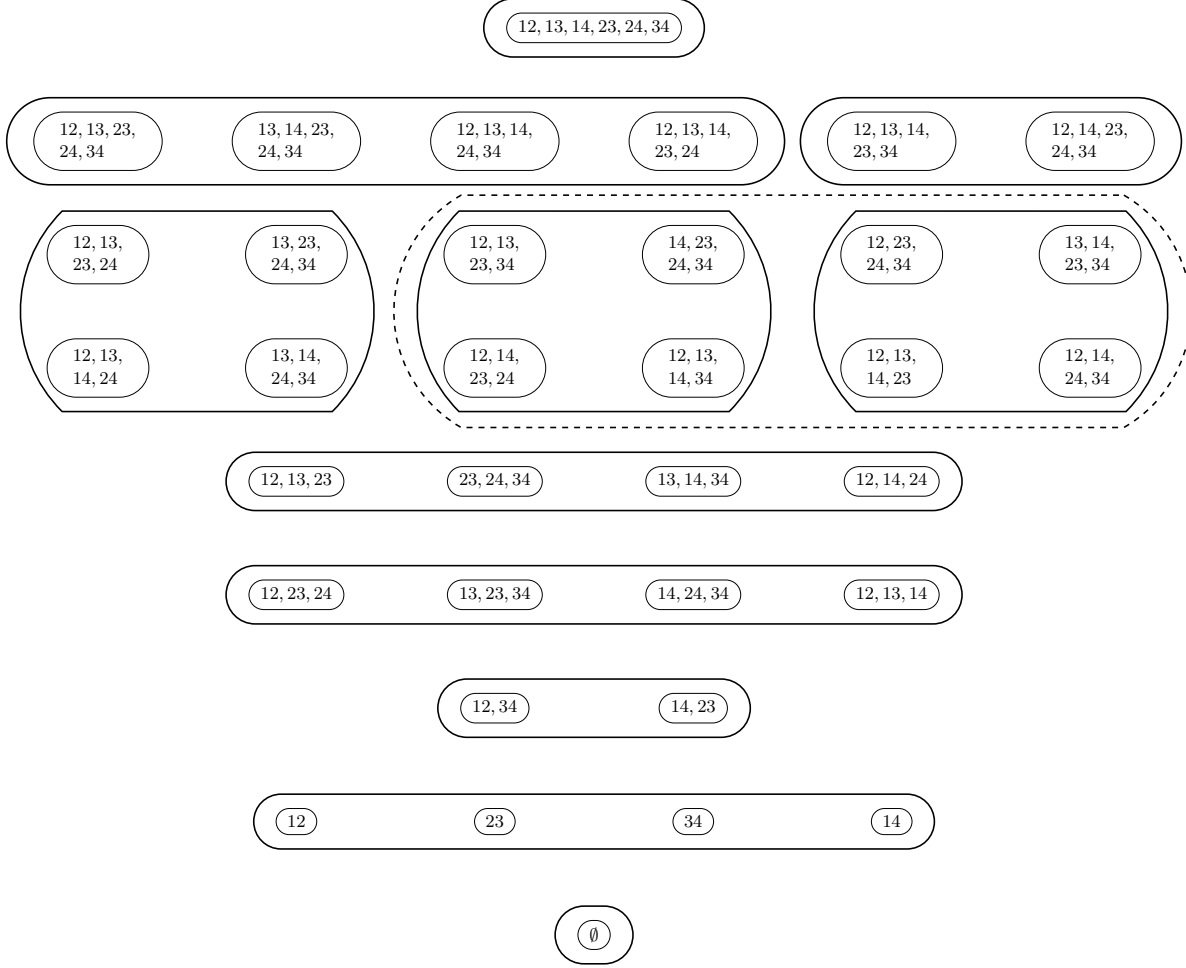 12, 13, 14, 23, 24, 34
12, 13, 23,
24, 34
13, 14, 23,
24, 34
12, 13, 14,
24, 34
12, 13, 14,
23, 24
12, 13, 14,
23, 34
12, 14, 23,
24, 34
12, 13,
23, 24
13, 23,
24, 34
12, 13,
23, 34
14, 23,
24, 34
12, 23,
24, 34
13, 14,
23, 34
12, 13,
14, 24
13, 14,
24, 34
12, 14,
23, 24
12, 13,
14, 34
12, 13,
14, 23
12, 14,
24, 34
12, 13, 23
23, 24, 34
13, 14, 34
12, 14, 24
12, 23, 24
13, 23, 34
14, 24, 34
12, 13, 14
12, 34
14, 23
12
23
34
14
∅